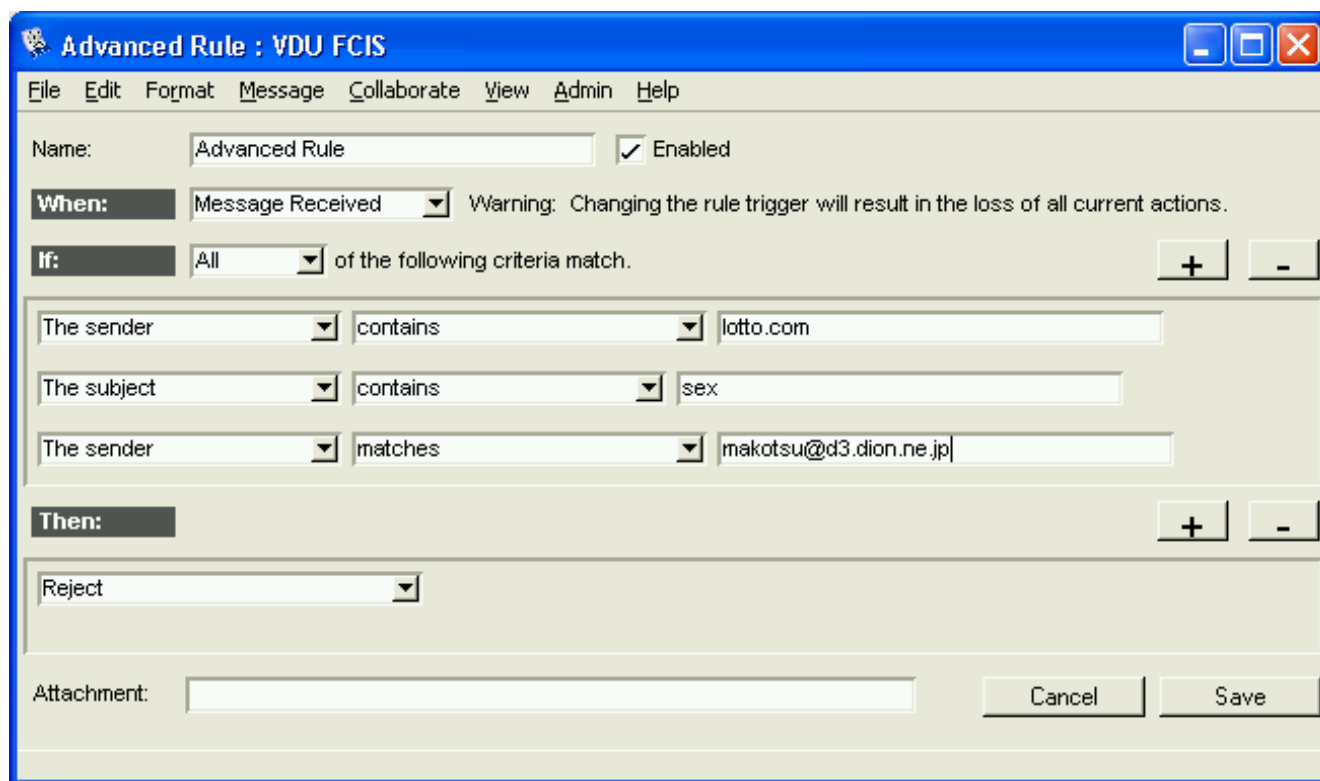 Advanced Rule : VDU FCIS
File Edit Format Message Collaborate View Admin Help
Name: Advanced Rule Enabled
When: Message Received Warning: Changing the rule trigger will result in the loss of all current actions.
If: All of the following criteria match. + -
The sender contains lotto.com
The subject contains sex
The sender matches makotsu@d3.dion.ne.jp
Then: + -
Reject
Attachment: Cancel Save